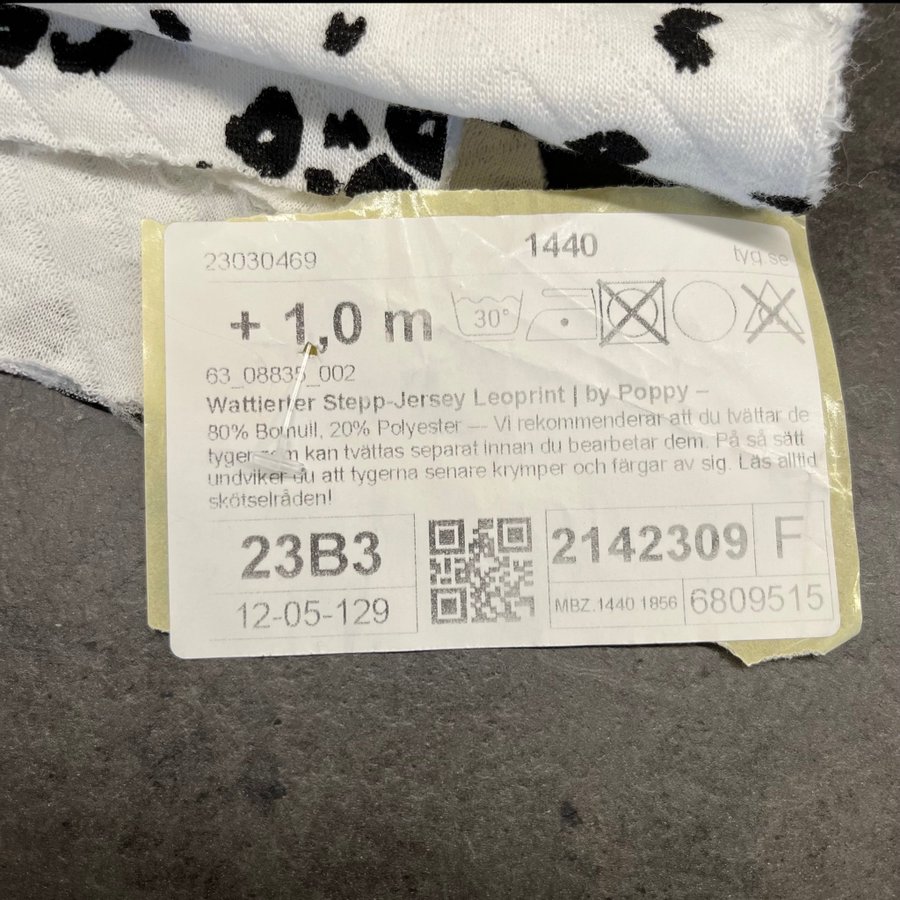 23030469 1440 tyg.se
+ 1,0 m 30°
63_08835_002
Wattierter Stepp-Jersey Leoprint | by Poppy –
80% Bomull, 20% Polyester — Vi rekommenderar att du tvättar de
tyger som kan tvättas separat innan du bearbetar dem. På så sätt
undviker du att tygerna senare krymper och färgar av sig. Läs alltid
skötselråden!
23B3 2142309 F
12-05-129 MBZ.1440 1856 6809515